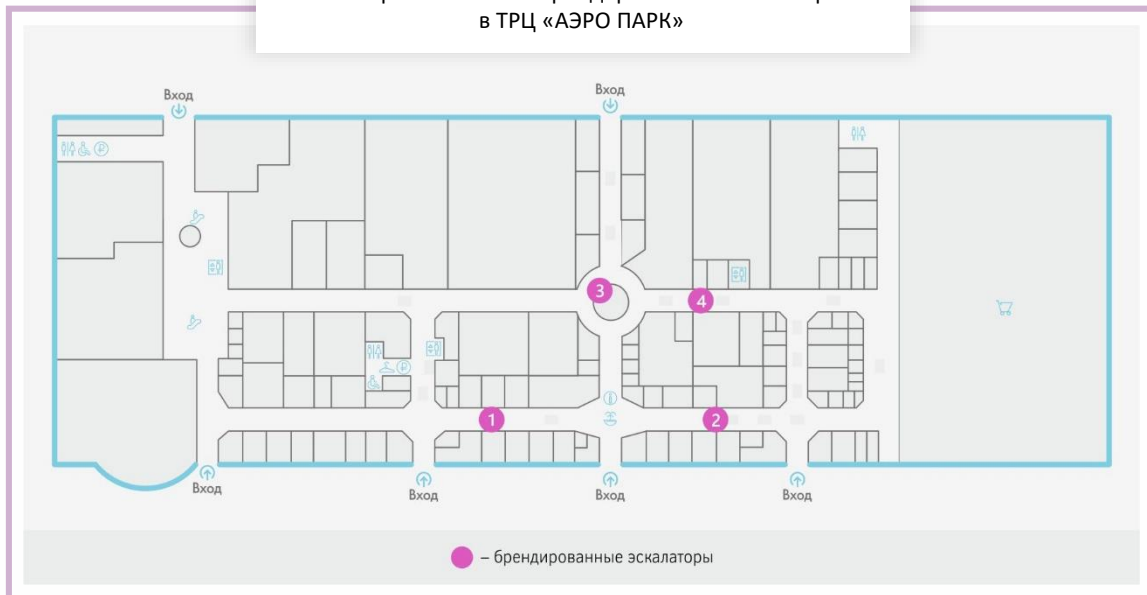 в ТРЦ «АЭРО ПАРК»
Вход
Вход
3
4
1
2
Вход
Вход
Вход
Вход
– брендированные эскалаторы